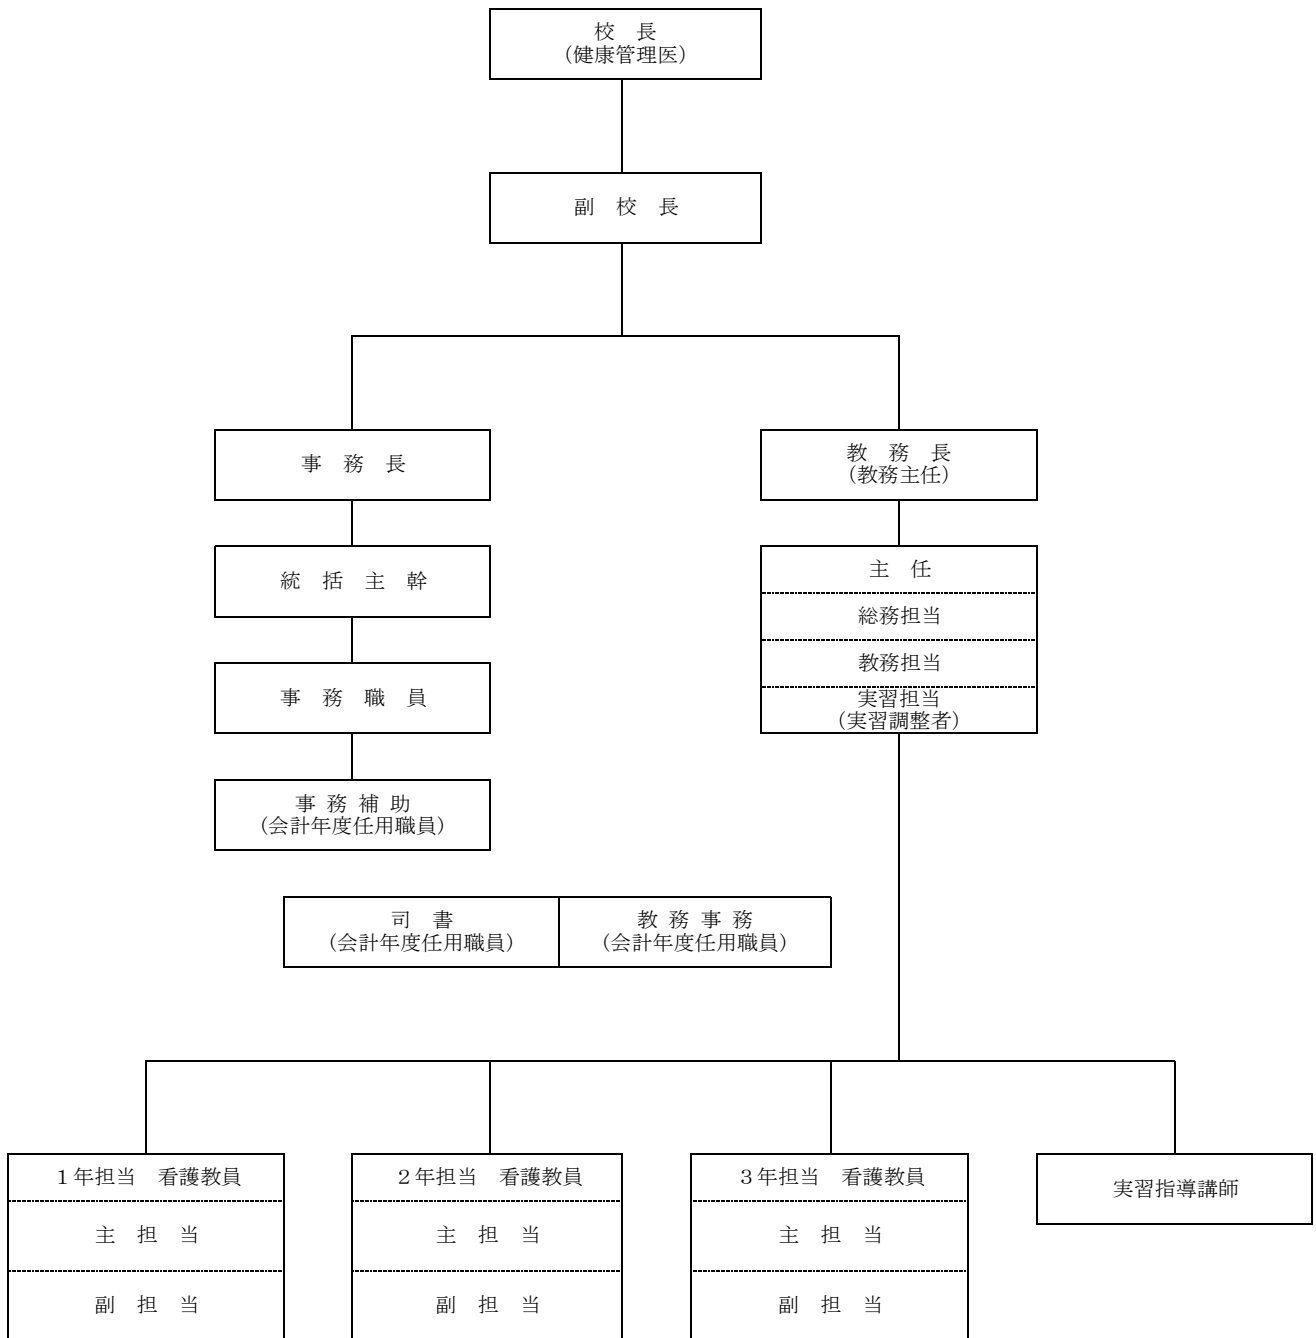 校　長
（健康管理医）
副　校　長
事　務　長
教　務　長
（教務主任）
統　括　主　幹
主　任
総務担当
教務担当
事　務　職　員
実習担当
（実習調整者）
事 務 補 助
（会計年度任用職員）
司　書
（会計年度任用職員）
教 務 事 務
（会計年度任用職員）
１年担当　看護教員
主　担　当
副　担　当
２年担当　看護教員
主　担　当
副　担　当
３年担当　看護教員
主　担　当
副　担　当
実習指導講師